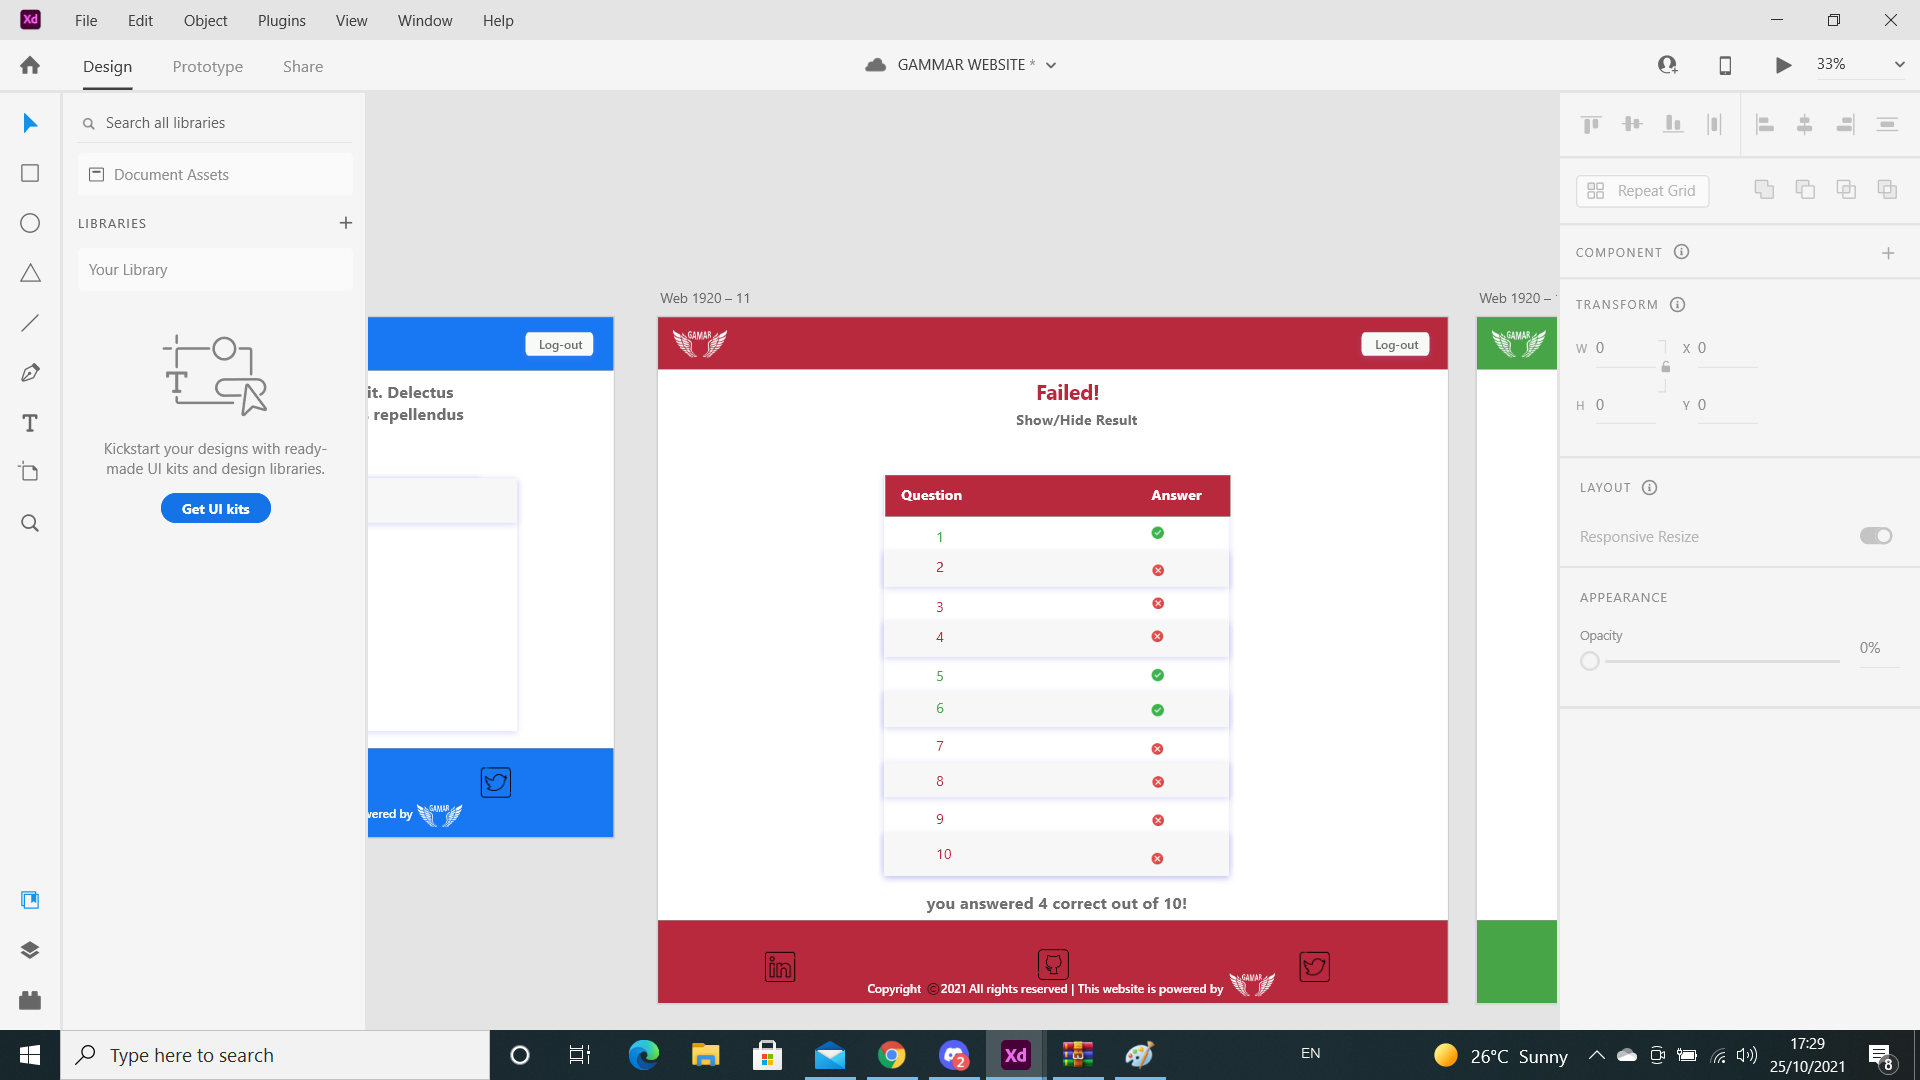 Xd File Edit Object Plugins View Window Help
Design Prototype Share
GAMMAR WEBSITE *
33%
Search all libraries
Document Assets
LIBRARIES
Your Library
Kickstart your designs with ready-
made UI kits and design libraries.
Get UI kits
Log-out
it. Delectus
repellendus
wered by GAMAR
Web 1920 – 11
GAMAR
Log-out
Failed!
Show/Hide Result
Question Answer
1
2
3
4
5
6
7
8
9
10
you answered 4 correct out of 10!
in
Copyright ©2021 All rights reserved | This website is powered by GAMAR
Web 1920 –
GAMAR
Repeat Grid
COMPONENT
TRANSFORM
W 0 X 0
H 0 Y 0
LAYOUT
Responsive Resize
APPEARANCE
Opacity
0%
Type here to search
2
Xd
EN
26°C Sunny
17:29
25/10/2021
8